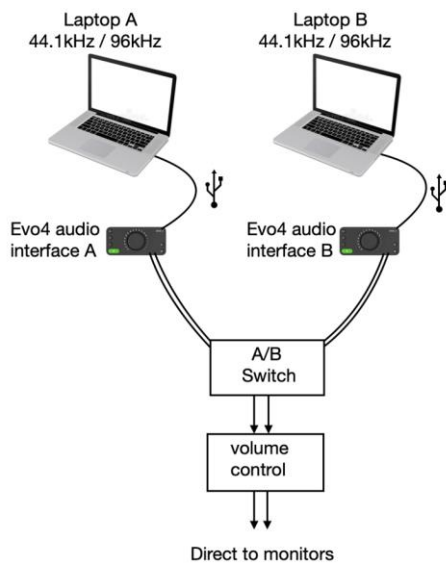 Laptop A
44.1kHz / 96kHz
Laptop B
44.1kHz / 96kHz
Evo4 audio
interface A
Evo4 audio
interface B
A/B
Switch
volume
control
Direct to monitors